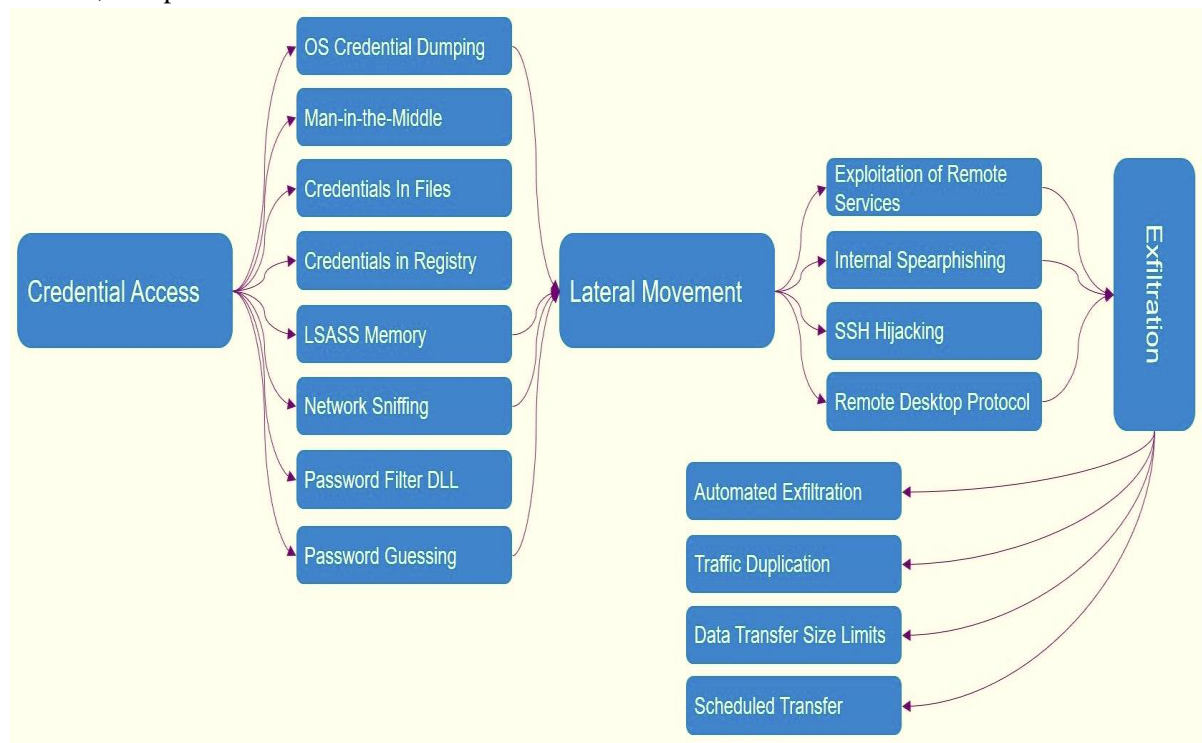 OS Credential Dumping
Man-in-the-Middle
Credentials In Files
Credentials in Registry
LSASS Memory
Network Sniffing
Password Filter DLL
Password Guessing
Credential Access
Lateral Movement
Exploitation of Remote
Services
Internal Spearphishing
SSH Hijacking
Remote Desktop Protocol
Exfiltration
Automated Exfiltration
Traffic Duplication
Data Transfer Size Limits
Scheduled Transfer